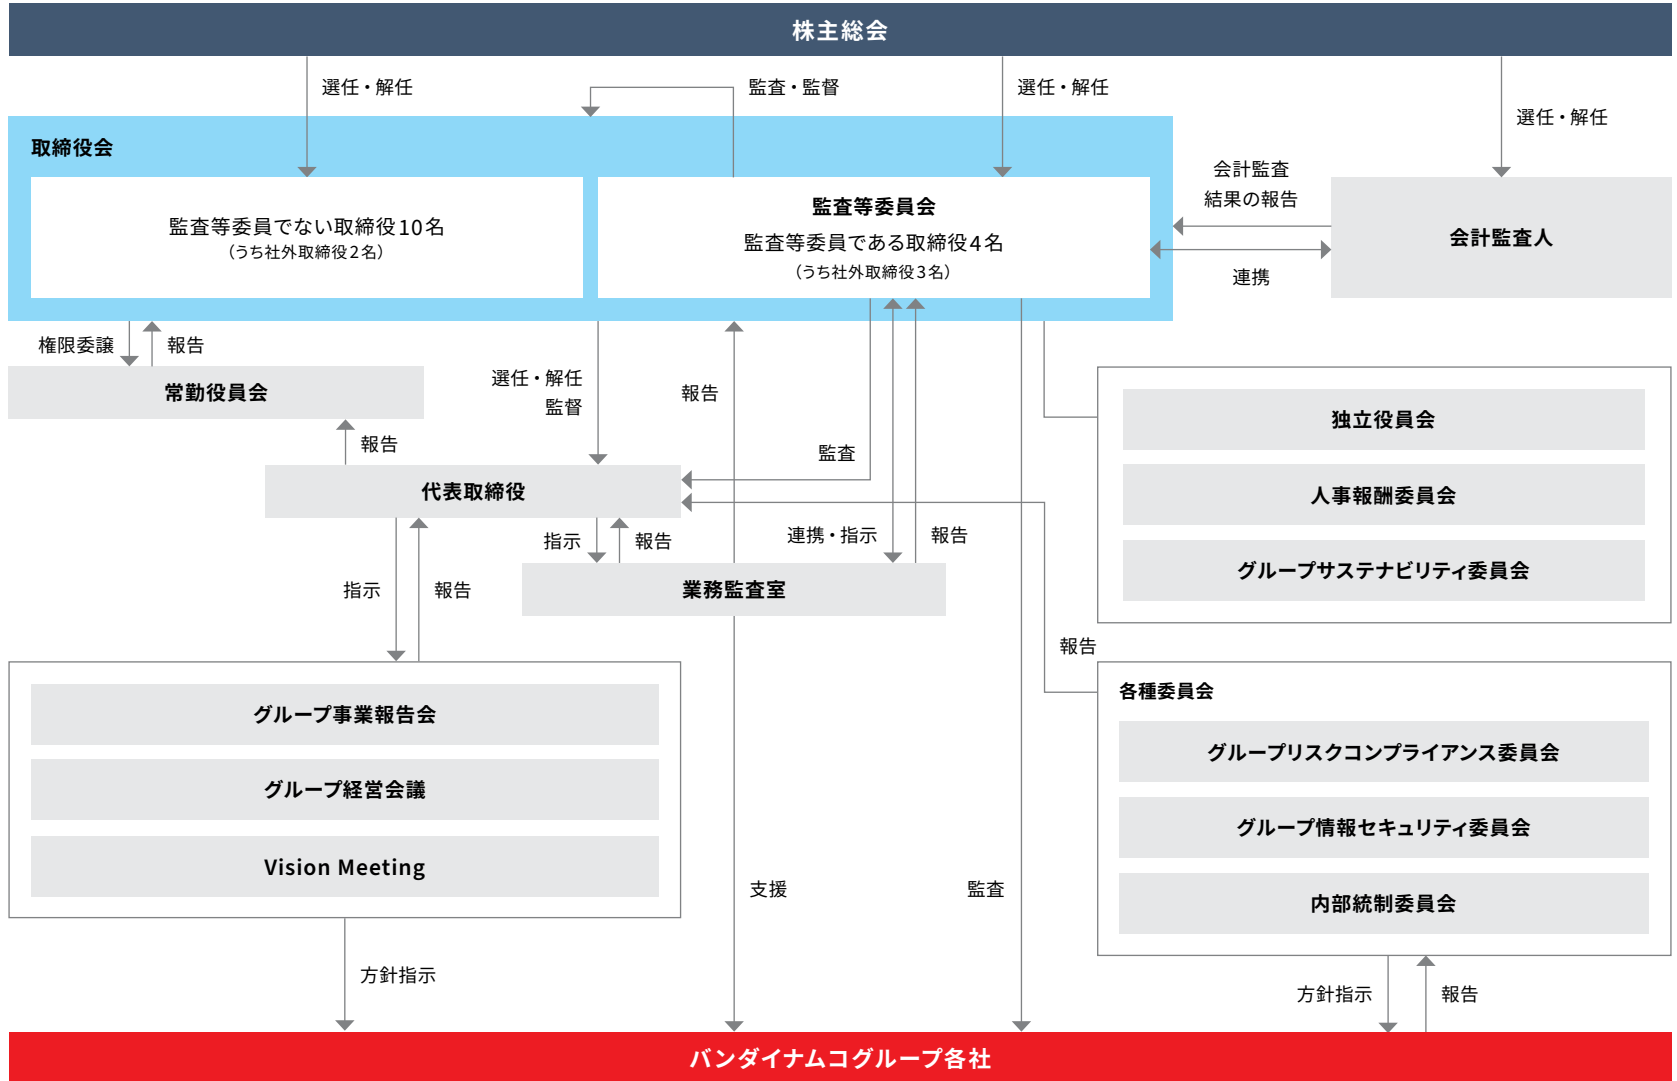 株主総会
選任・解任
監査・監督
選任・解任
選任・解任
取締役会
監査等委員でない取締役10名
（うち社外取締役2名）
監査等委員会
監査等委員である取締役4名
（うち社外取締役3名）
会計監査
結果の報告
連携
会計監査人
権限委譲
報告
常勤役員会
選任・解任
監督
報告
報告
監査
代表取締役
指示
報告
連携・指示
報告
業務監査室
指示
報告
独立役員会
人事報酬委員会
グループサステナビリティ委員会
報告
グループ事業報告会
グループ経営会議
Vision Meeting
各種委員会
グループリスクコンプライアンス委員会
グループ情報セキュリティ委員会
内部統制委員会
支援
監査
方針指示
方針指示
報告
バンダイナムコグループ各社